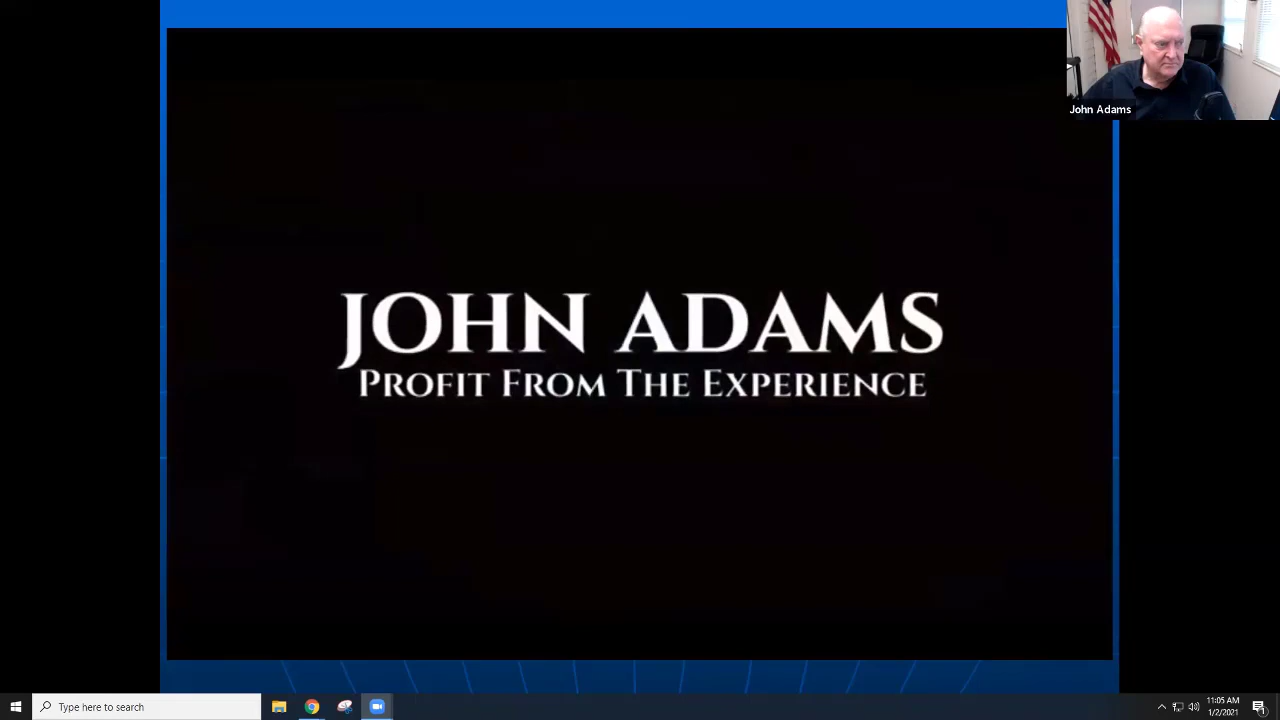 John Adams
JOHN ADAMS
PROFIT FROM THE EXPERIENCE
Type here to search
11:05 AM
1/2/2021